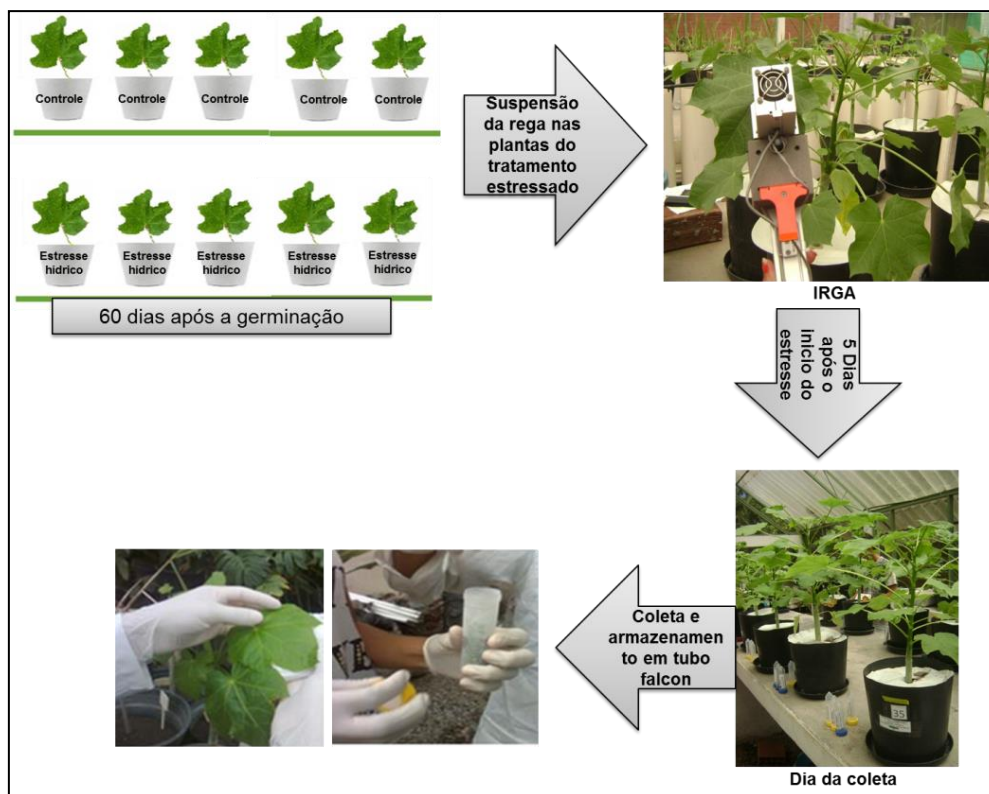 Controle
Controle
Controle
Controle
Controle
Estresse
hídrico
Estresse
hídrico
Estresse
hídrico
Estresse
hídrico
Estresse
hídrico
60 dias após a germinação
Suspensão
da rega nas
plantas do
tratamento
estressado
IRGA
5 Dias
após o
inicio do
estresse
35
Dia da coleta
Coleta e
armazenamen
to em tubo
falcon